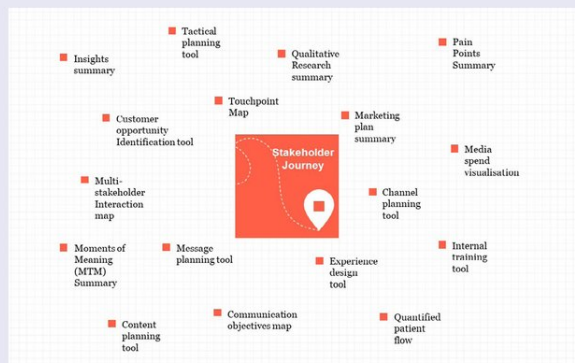 Tactical
planning
tool
Pain
Points
Summary
Insights
summary
Qualitative
Research
summary
Touchpoint
Map
Customer
opportunity
Identification tool
Marketing
plan
summary
Stakeholder
Journey
Media
spend
visualisation
Multi-
stakeholder
Interaction
map
Channel
planning
tool
Moments of
Meaning
(MTM)
Summary
Message
planning tool
Experience
design
tool
Internal
training
tool
Content
planning
tool
Communication
objectives map
Quantified
patient
flow